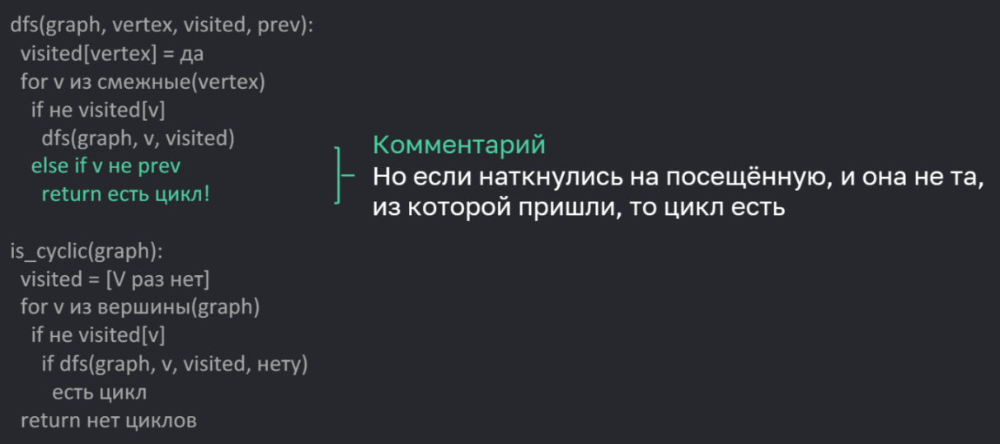 dfs(graph, vertex, visited, prev):
visited[vertex] = да
for v из смежные(vertex)
if не visited[v]
dfs(graph, v, visited)
else if v не prev
return есть цикл!
Комментарий
Но если наткнулись на посещённую, и она не та,
из которой пришли, то цикл есть
is_cyclic(graph):
visited = [V раз нет]
for v из вершины(graph)
if не visited[v]
if dfs(graph, v, visited, нету)
есть цикл
return нет циклов